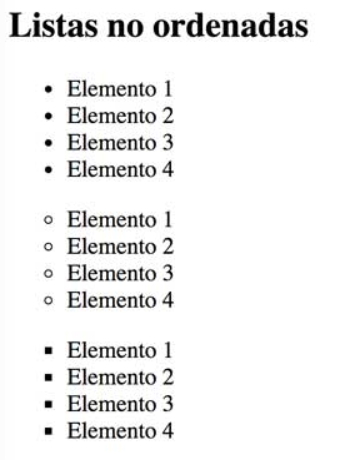 Listas no ordenadas
• Elemento 1
• Elemento 2
• Elemento 3
• Elemento 4
◦ Elemento 1
◦ Elemento 2
◦ Elemento 3
◦ Elemento 4
▪ Elemento 1
▪ Elemento 2
▪ Elemento 3
▪ Elemento 4